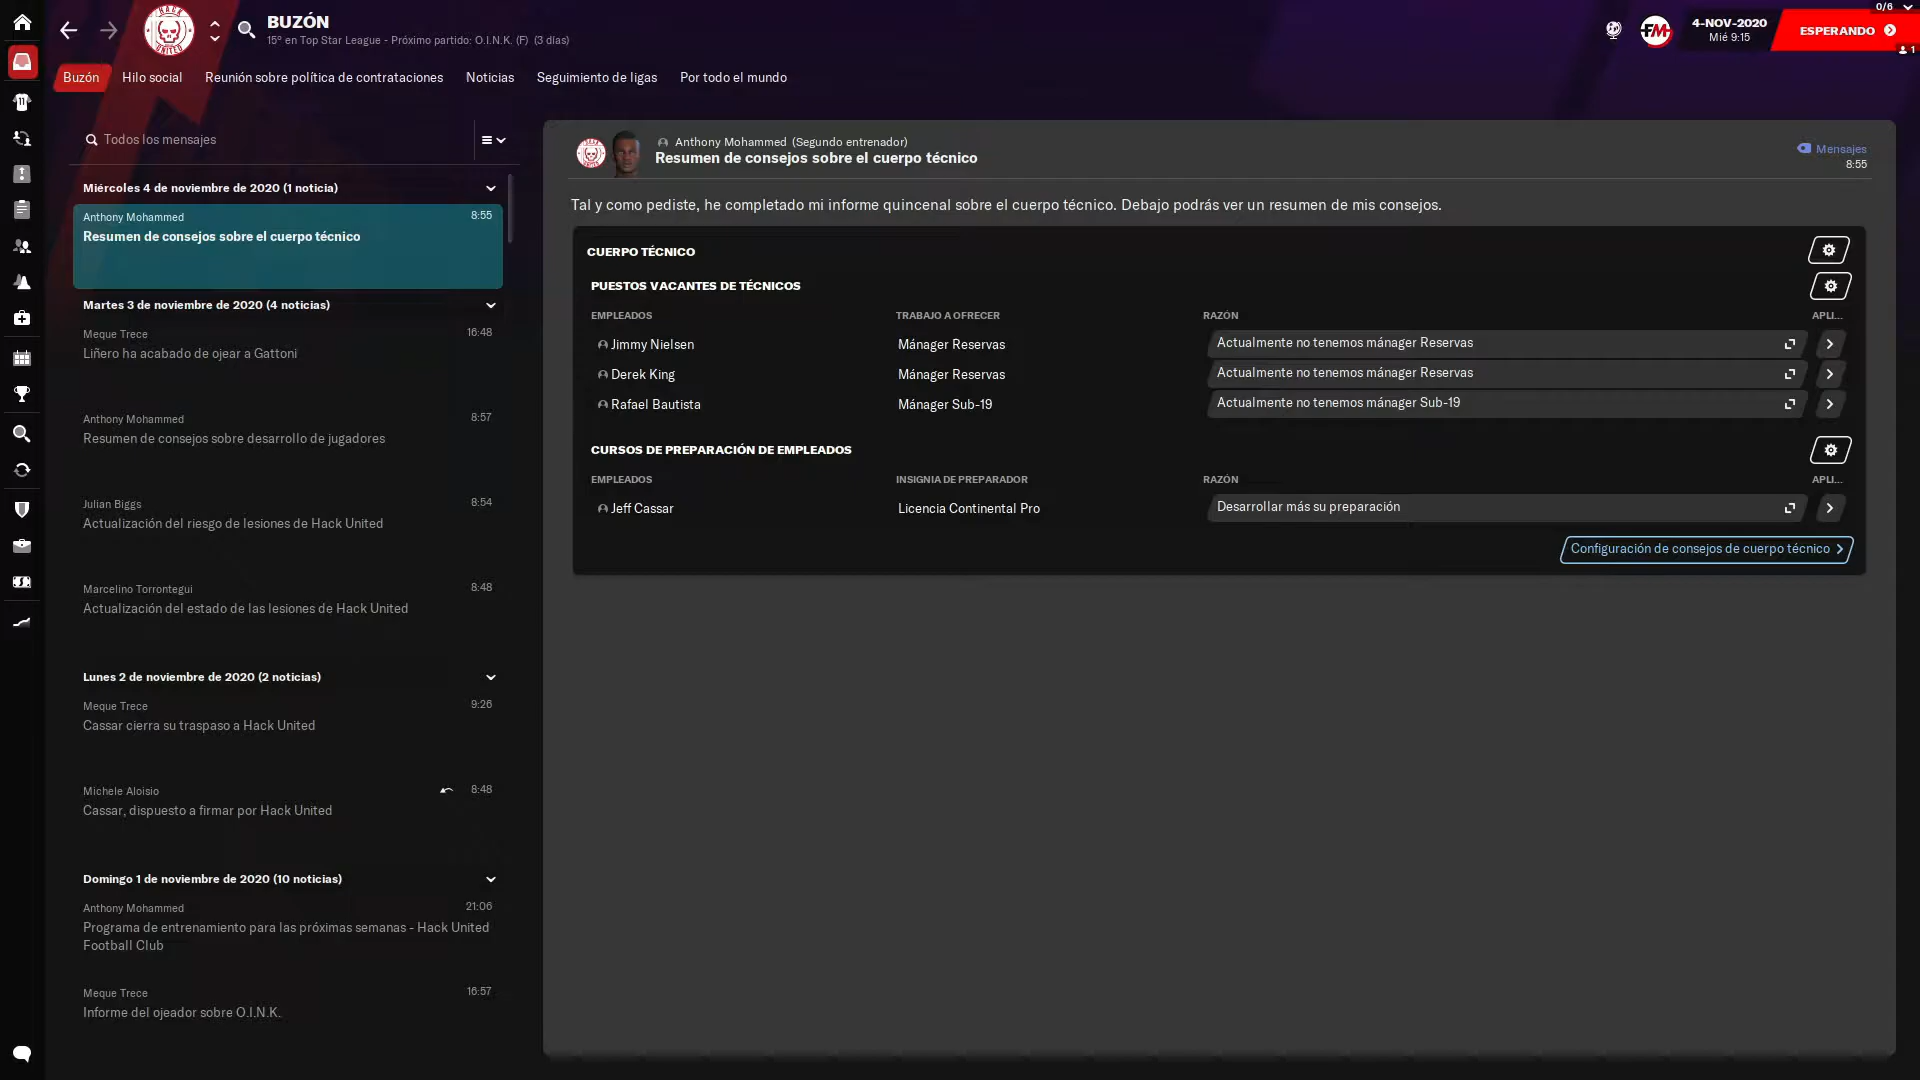 0/6
BUZÓN
15º en Top Star League - Próximo partido: O.I.N.K. (F) (3 días)
4-NOV-2020
Mié 9:15
ESPERANDO
1
HACK
UNITED
FM
Buzón
Hilo social
Reunión sobre política de contrataciones
Noticias
Seguimiento de ligas
Por todo el mundo
Todos los mensajes
Miércoles 4 de noviembre de 2020 (1 noticia)
Anthony Mohammed 8:55
Resumen de consejos sobre el cuerpo técnico
Martes 3 de noviembre de 2020 (4 noticias)
Meque Trece 16:48
Liñero ha acabado de ojear a Gattoni
Anthony Mohammed 8:57
Resumen de consejos sobre desarrollo de jugadores
Julian Biggs 8:54
Actualización del riesgo de lesiones de Hack United
Marcelino Torrontegui 8:48
Actualización del estado de las lesiones de Hack United
Lunes 2 de noviembre de 2020 (2 noticias)
Meque Trece 9:26
Cassar cierra su traspaso a Hack United
Michele Aloisio 8:48
Cassar, dispuesto a firmar por Hack United
Domingo 1 de noviembre de 2020 (10 noticias)
Anthony Mohammed 21:06
Programa de entrenamiento para las próximas semanas - Hack United
Football Club
Meque Trece 16:57
Informe del ojeador sobre O.I.N.K.
Anthony Mohammed (Segundo entrenador)
Resumen de consejos sobre el cuerpo técnico
Mensajes
8:55
Tal y como pediste, he completado mi informe quincenal sobre el cuerpo técnico. Debajo podrás ver un resumen de mis consejos.
CUERPO TÉCNICO
PUESTOS VACANTES DE TÉCNICOS
EMPLEADOS TRABAJO A OFRECER RAZÓN APLI...
Jimmy Nielsen Mánager Reservas Actualmente no tenemos mánager Reservas
Derek King Mánager Reservas Actualmente no tenemos mánager Reservas
Rafael Bautista Mánager Sub-19 Actualmente no tenemos mánager Sub-19
CURSOS DE PREPARACIÓN DE EMPLEADOS
EMPLEADOS INSIGNIA DE PREPARADOR RAZÓN APLI...
Jeff Cassar Licencia Continental Pro Desarrollar más su preparación
Configuración de consejos de cuerpo técnico